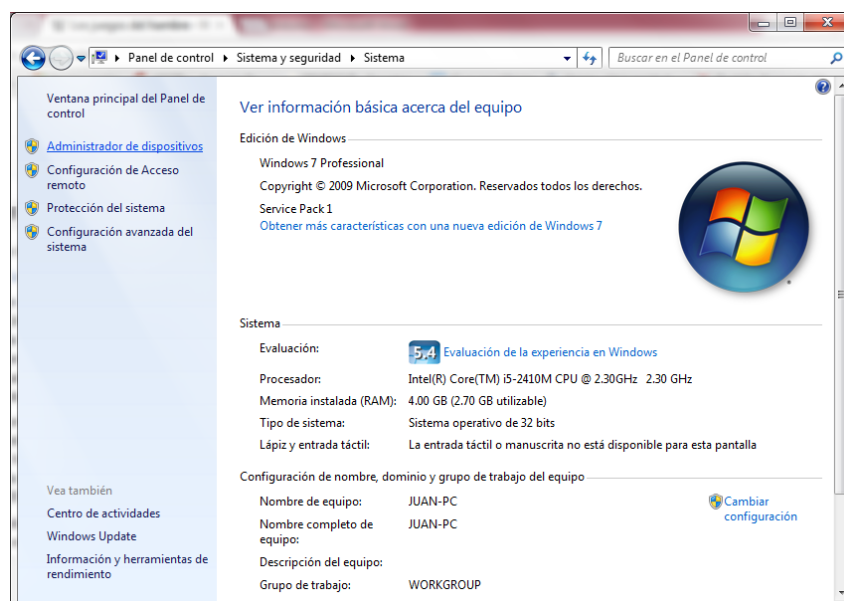 Panel de control ▸ Sistema y seguridad ▸ Sistema
Buscar en el Panel de control
Ventana principal del Panel de
control
Administrador de dispositivos
Configuración de Acceso
remoto
Protección del sistema
Configuración avanzada del
sistema
Vea también
Centro de actividades
Windows Update
Información y herramientas de
rendimiento
Ver información básica acerca del equipo
Edición de Windows
Windows 7 Professional
Copyright © 2009 Microsoft Corporation. Reservados todos los derechos.
Service Pack 1
Obtener más características con una nueva edición de Windows 7
Sistema
Evaluación: 5,4 Evaluación de la experiencia en Windows
Procesador: Intel(R) Core(TM) i5-2410M CPU @ 2.30GHz 2.30 GHz
Memoria instalada (RAM): 4.00 GB (2.70 GB utilizable)
Tipo de sistema: Sistema operativo de 32 bits
Lápiz y entrada táctil: La entrada táctil o manuscrita no está disponible para esta pantalla
Configuración de nombre, dominio y grupo de trabajo del equipo
Nombre de equipo: JUAN-PC
Cambiar
configuración
Nombre completo de
equipo: JUAN-PC
Descripción del equipo:
Grupo de trabajo: WORKGROUP